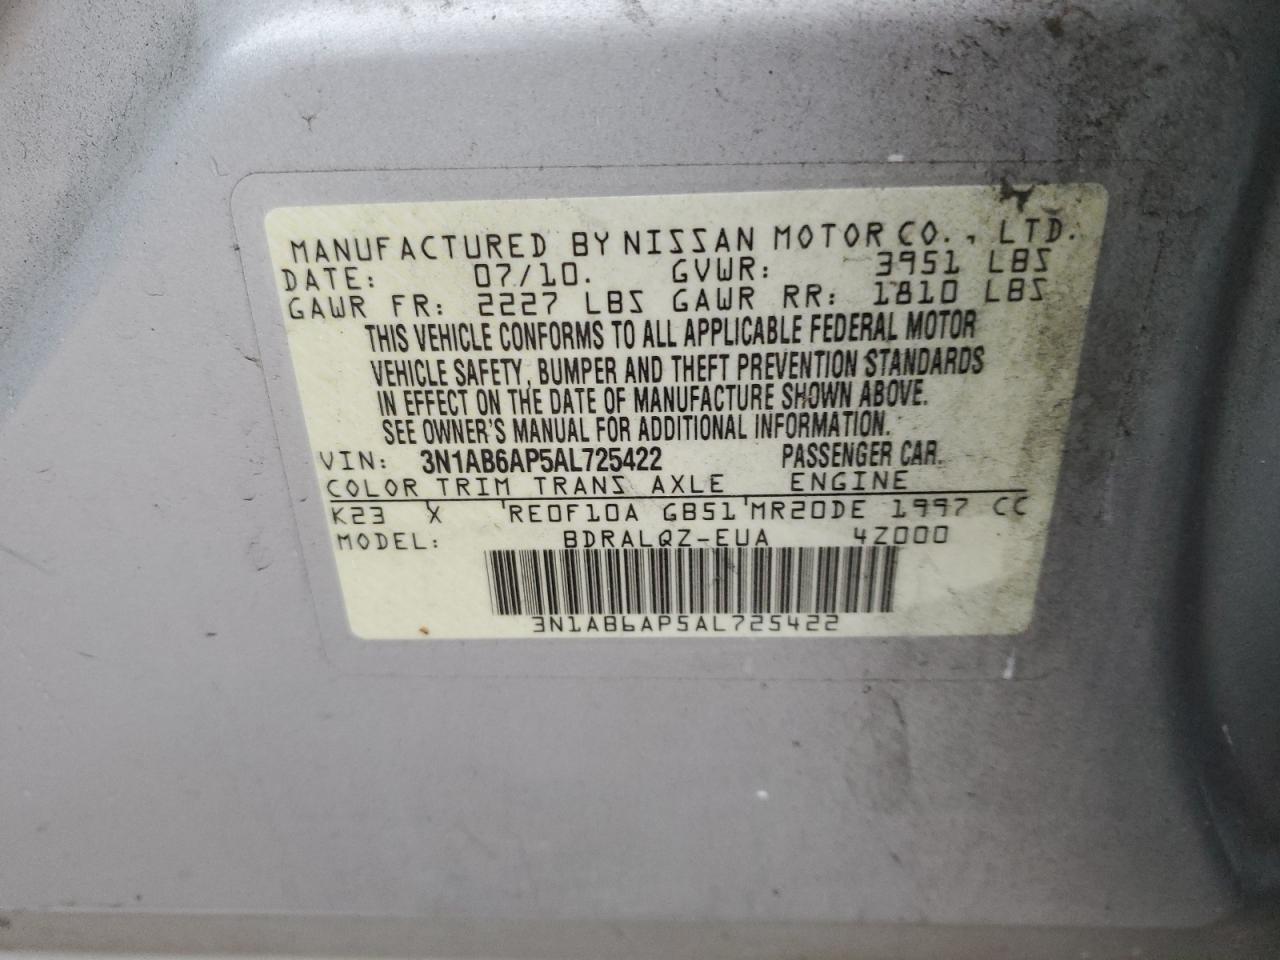 MANUFACTURED BY NISSAN MOTOR CO., LTD.
DATE: 07/10. GVWR: 3951 LBS
GAWR FR: 2227 LBS GAWR RR: 1810 LBS
THIS VEHICLE CONFORMS TO ALL APPLICABLE FEDERAL MOTOR
VEHICLE SAFETY, BUMPER AND THEFT PREVENTION STANDARDS
IN EFFECT ON THE DATE OF MANUFACTURE SHOWN ABOVE.
SEE OWNER'S MANUAL FOR ADDITIONAL INFORMATION.
VIN: 3N1AB6AP5AL725422 PASSENGER CAR.
COLOR TRIM TRANS AXLE ENGINE
K23 X RE0F10A GB51 MR20DE 1997 CC
MODEL: BDRALQZ-EUA 4Z000
3N1AB6AP5AL725422